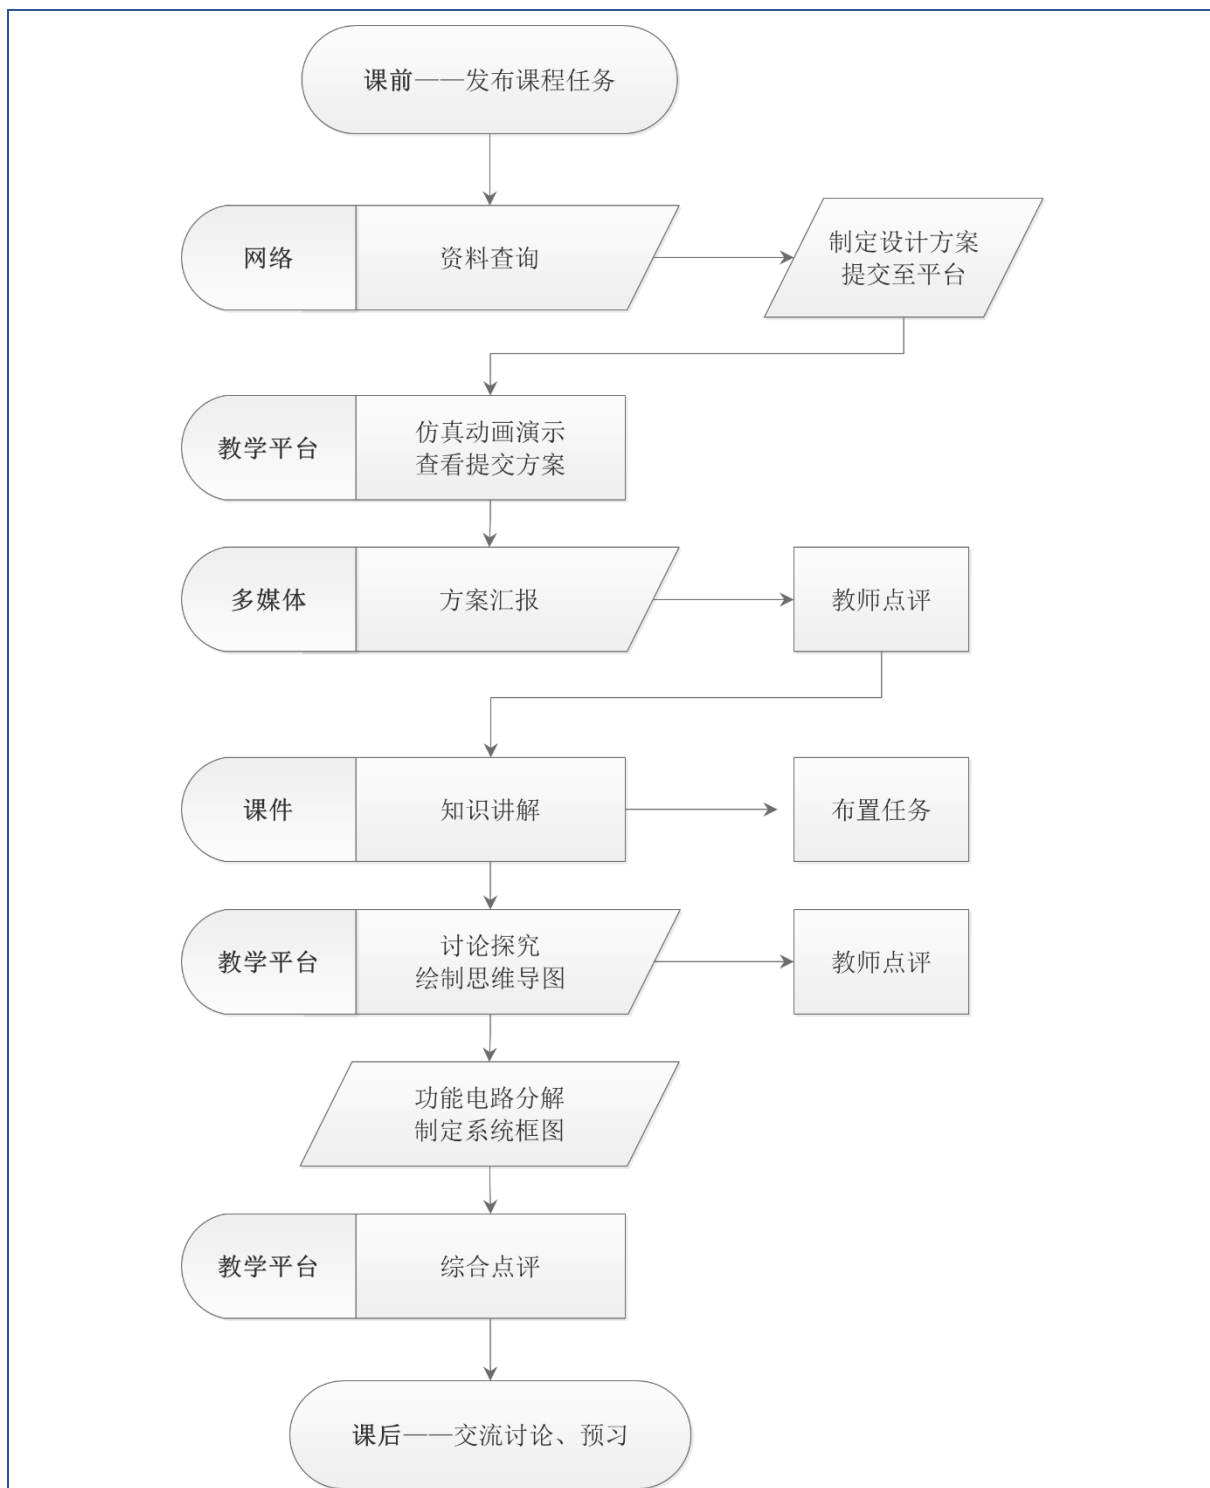 课前——发布课程任务
网络
资料查询
制定设计方案
提交至平台
教学平台
仿真动画演示
查看提交方案
多媒体
方案汇报
教师点评
课件
知识讲解
布置任务
教学平台
讨论探究
绘制思维导图
教师点评
功能电路分解
制定系统框图
教学平台
综合点评
课后——交流讨论、预习